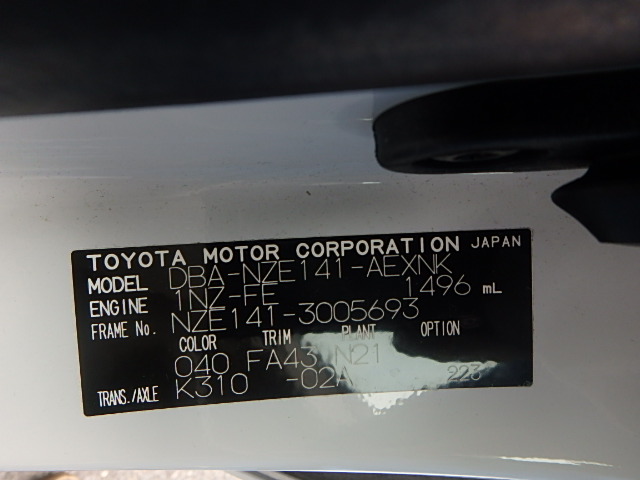 TOYOTA MOTOR CORPORATION JAPAN
MODEL DBA-NZE141-AEXNK
ENGINE 1NZ-FE 1496 mL
FRAME No. NZE141-3005693
COLOR TRIM PLANT OPTION
040 FA43 N21
TRANS./AXLE K310 -02A 223